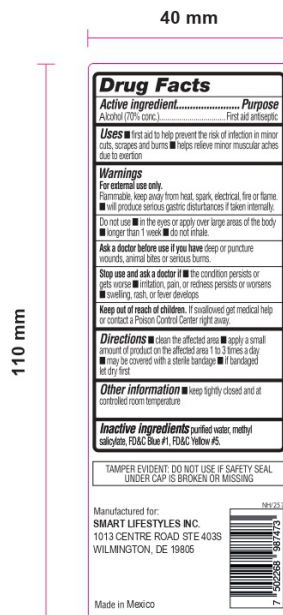 40 mm
110 mm
Drug Facts
Active ingredient....................... Purpose
Alcohol (70% conc.)............................... First aid antiseptic
Uses ■ first aid to help prevent the risk of infection in minor
cuts, scrapes and burns ■ helps relieve minor muscular aches
due to exertion
Warnings
For external use only.
Flammable, keep away from heat, spark, electrical, fire or flame.
■ will produce serious gastric disturbances if taken internally.
Do not use ■ in the eyes or apply over large areas of the body
■ longer than 1 week ■ do not inhale.
Ask a doctor before use if you have deep or puncture
wounds, animal bites or serious burns.
Stop use and ask a doctor if ■ the condition persists or
gets worse ■ irritation, pain, or redness persists or worsens
■ swelling, rash, or fever develops
Keep out of reach of children. If swallowed get medical help
or contact a Poison Control Center right away.
Directions ■ clean the affected area ■ apply a small
amount of product on the affected area 1 to 3 times a day
■ may be covered with a sterile bandage ■ if bandaged
let dry first
Other information ■ keep tightly closed and at
controlled room temperature
Inactive ingredients purified water, methyl
salicylate, FD&C Blue #1, FD&C Yellow #5.
TAMPER EVIDENT: DO NOT USE IF SAFETY SEAL
UNDER CAP IS BROKEN OR MISSING
Manufactured for:
SMART LIFESTYLES INC.
1013 CENTRE ROAD STE 403S
WILMINGTON, DE 19805
Made in Mexico
7 502268 987473